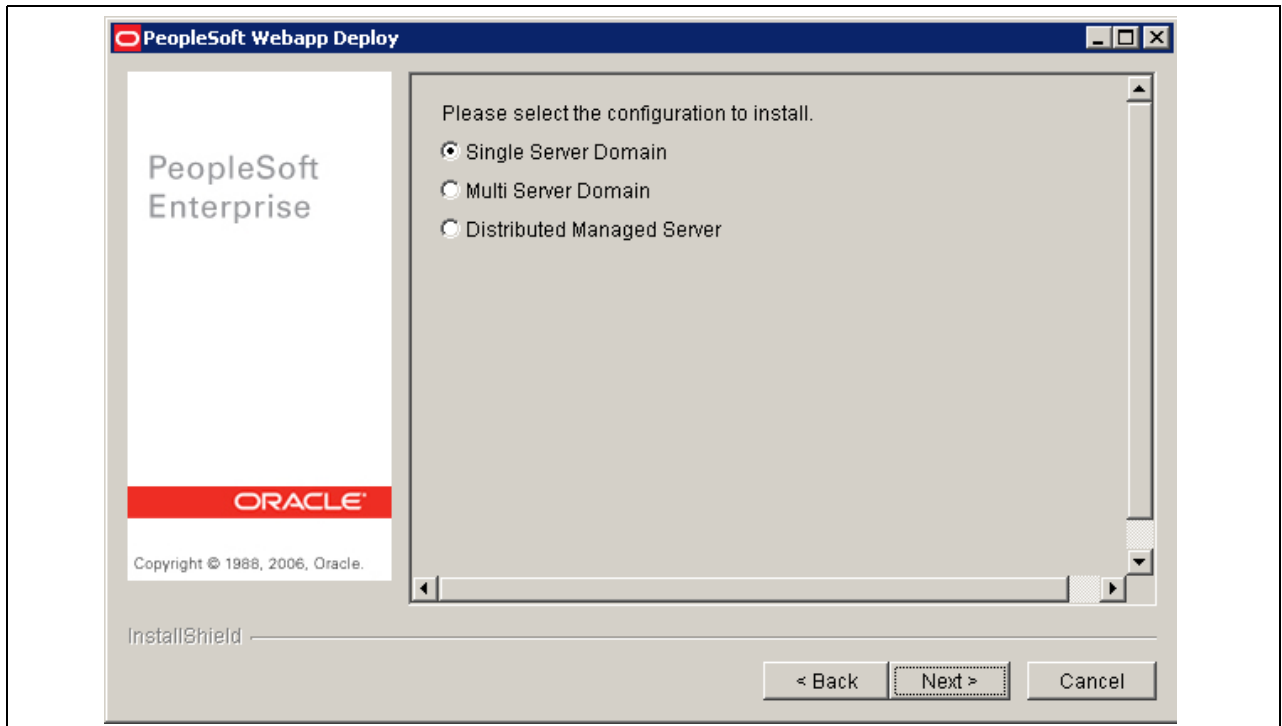 PeopleSoft Webapp Deploy
PeopleSoft
Enterprise
ORACLE
Copyright © 1988, 2006, Oracle.
Please select the configuration to install.
Single Server Domain
Multi Server Domain
Distributed Managed Server
InstallShield
< Back
Next >
Cancel